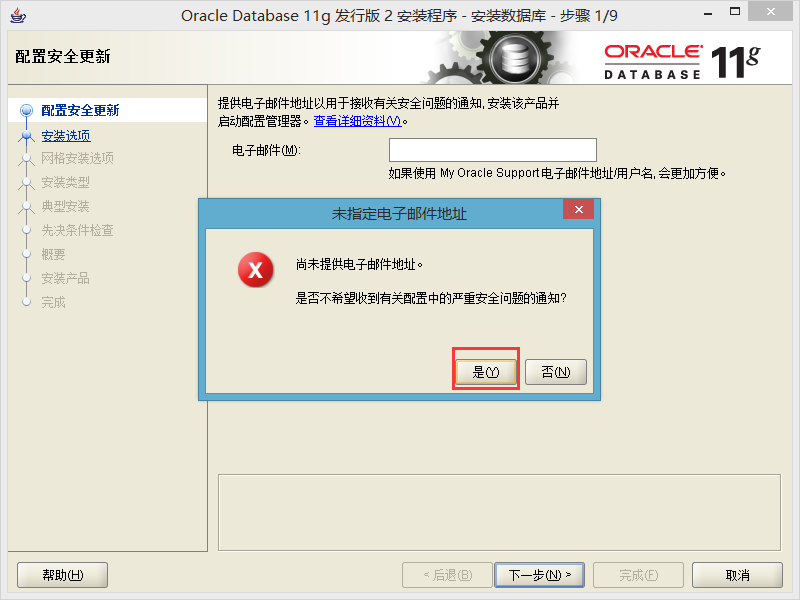 Oracle Database 11g 发行版 2 安装程序 - 安装数据库 - 步骤 1/9
配置安全更新
ORACLE
DATABASE 11g
配置安全更新
安装选项
网格安装选项
安装类型
典型安装
先决条件检查
概要
安装产品
完成
提供电子邮件地址以用于接收有关安全问题的通知, 安装该产品并
启动配置管理器。查看详细资料(V)。
电子邮件(M):
如果使用 My Oracle Support 电子邮件地址/用户名, 会更加方便。
未指定电子邮件地址
尚未提供电子邮件地址。
是否不希望收到有关配置中的严重安全问题的通知?
是(Y)
否(N)
帮助(H)
< 后退(B)
下一步(N) >
完成(F)
取消